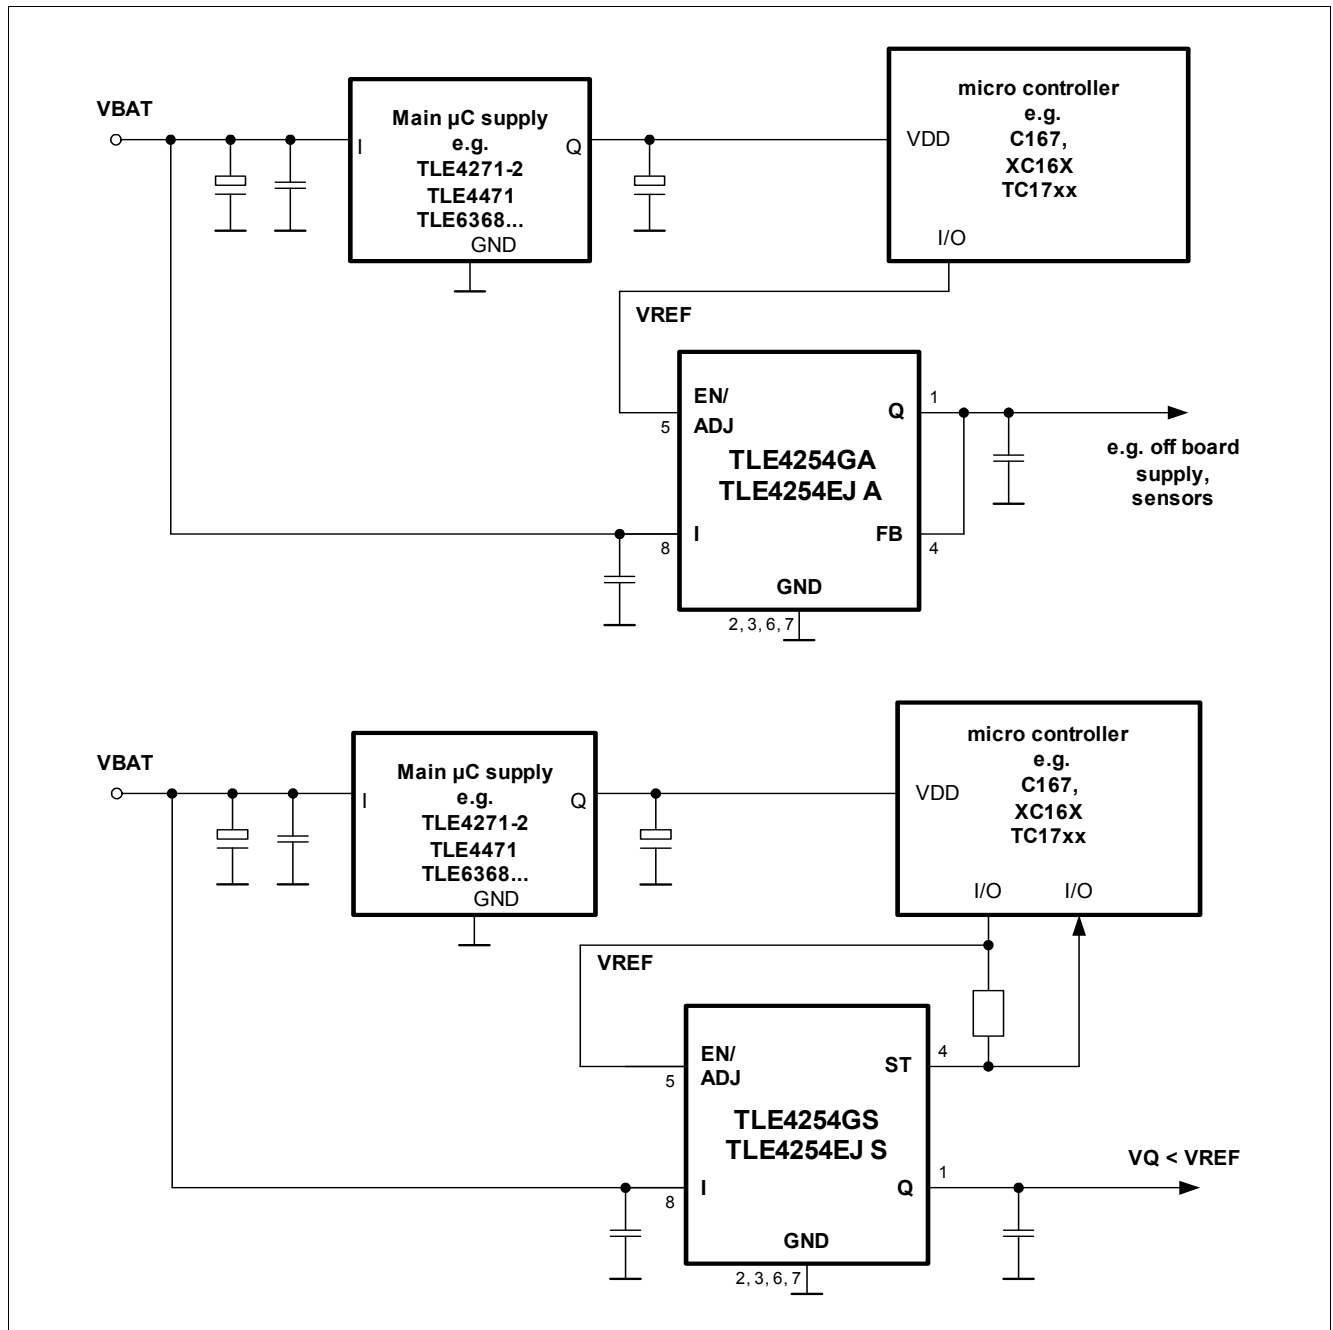 VBAT
I
Main µC supply
e.g.
TLE4271-2
TLE4471
TLE6368...
GND
Q
micro controller
e.g.
C167,
XC16X
TC17xx
VDD
I/O
VREF
EN/
ADJ
5
Q
1
TLE4254GA
TLE4254EJ A
I
8
FB
4
GND
2, 3, 6, 7
e.g. off board
supply,
sensors
VBAT
I
Main µC supply
e.g.
TLE4271-2
TLE4471
TLE6368...
GND
Q
micro controller
e.g.
C167,
XC16X
TC17xx
VDD
I/O
I/O
VREF
EN/
ADJ
5
ST
4
TLE4254GS
TLE4254EJ S
I
8
Q
1
GND
2, 3, 6, 7
VQ < VREF